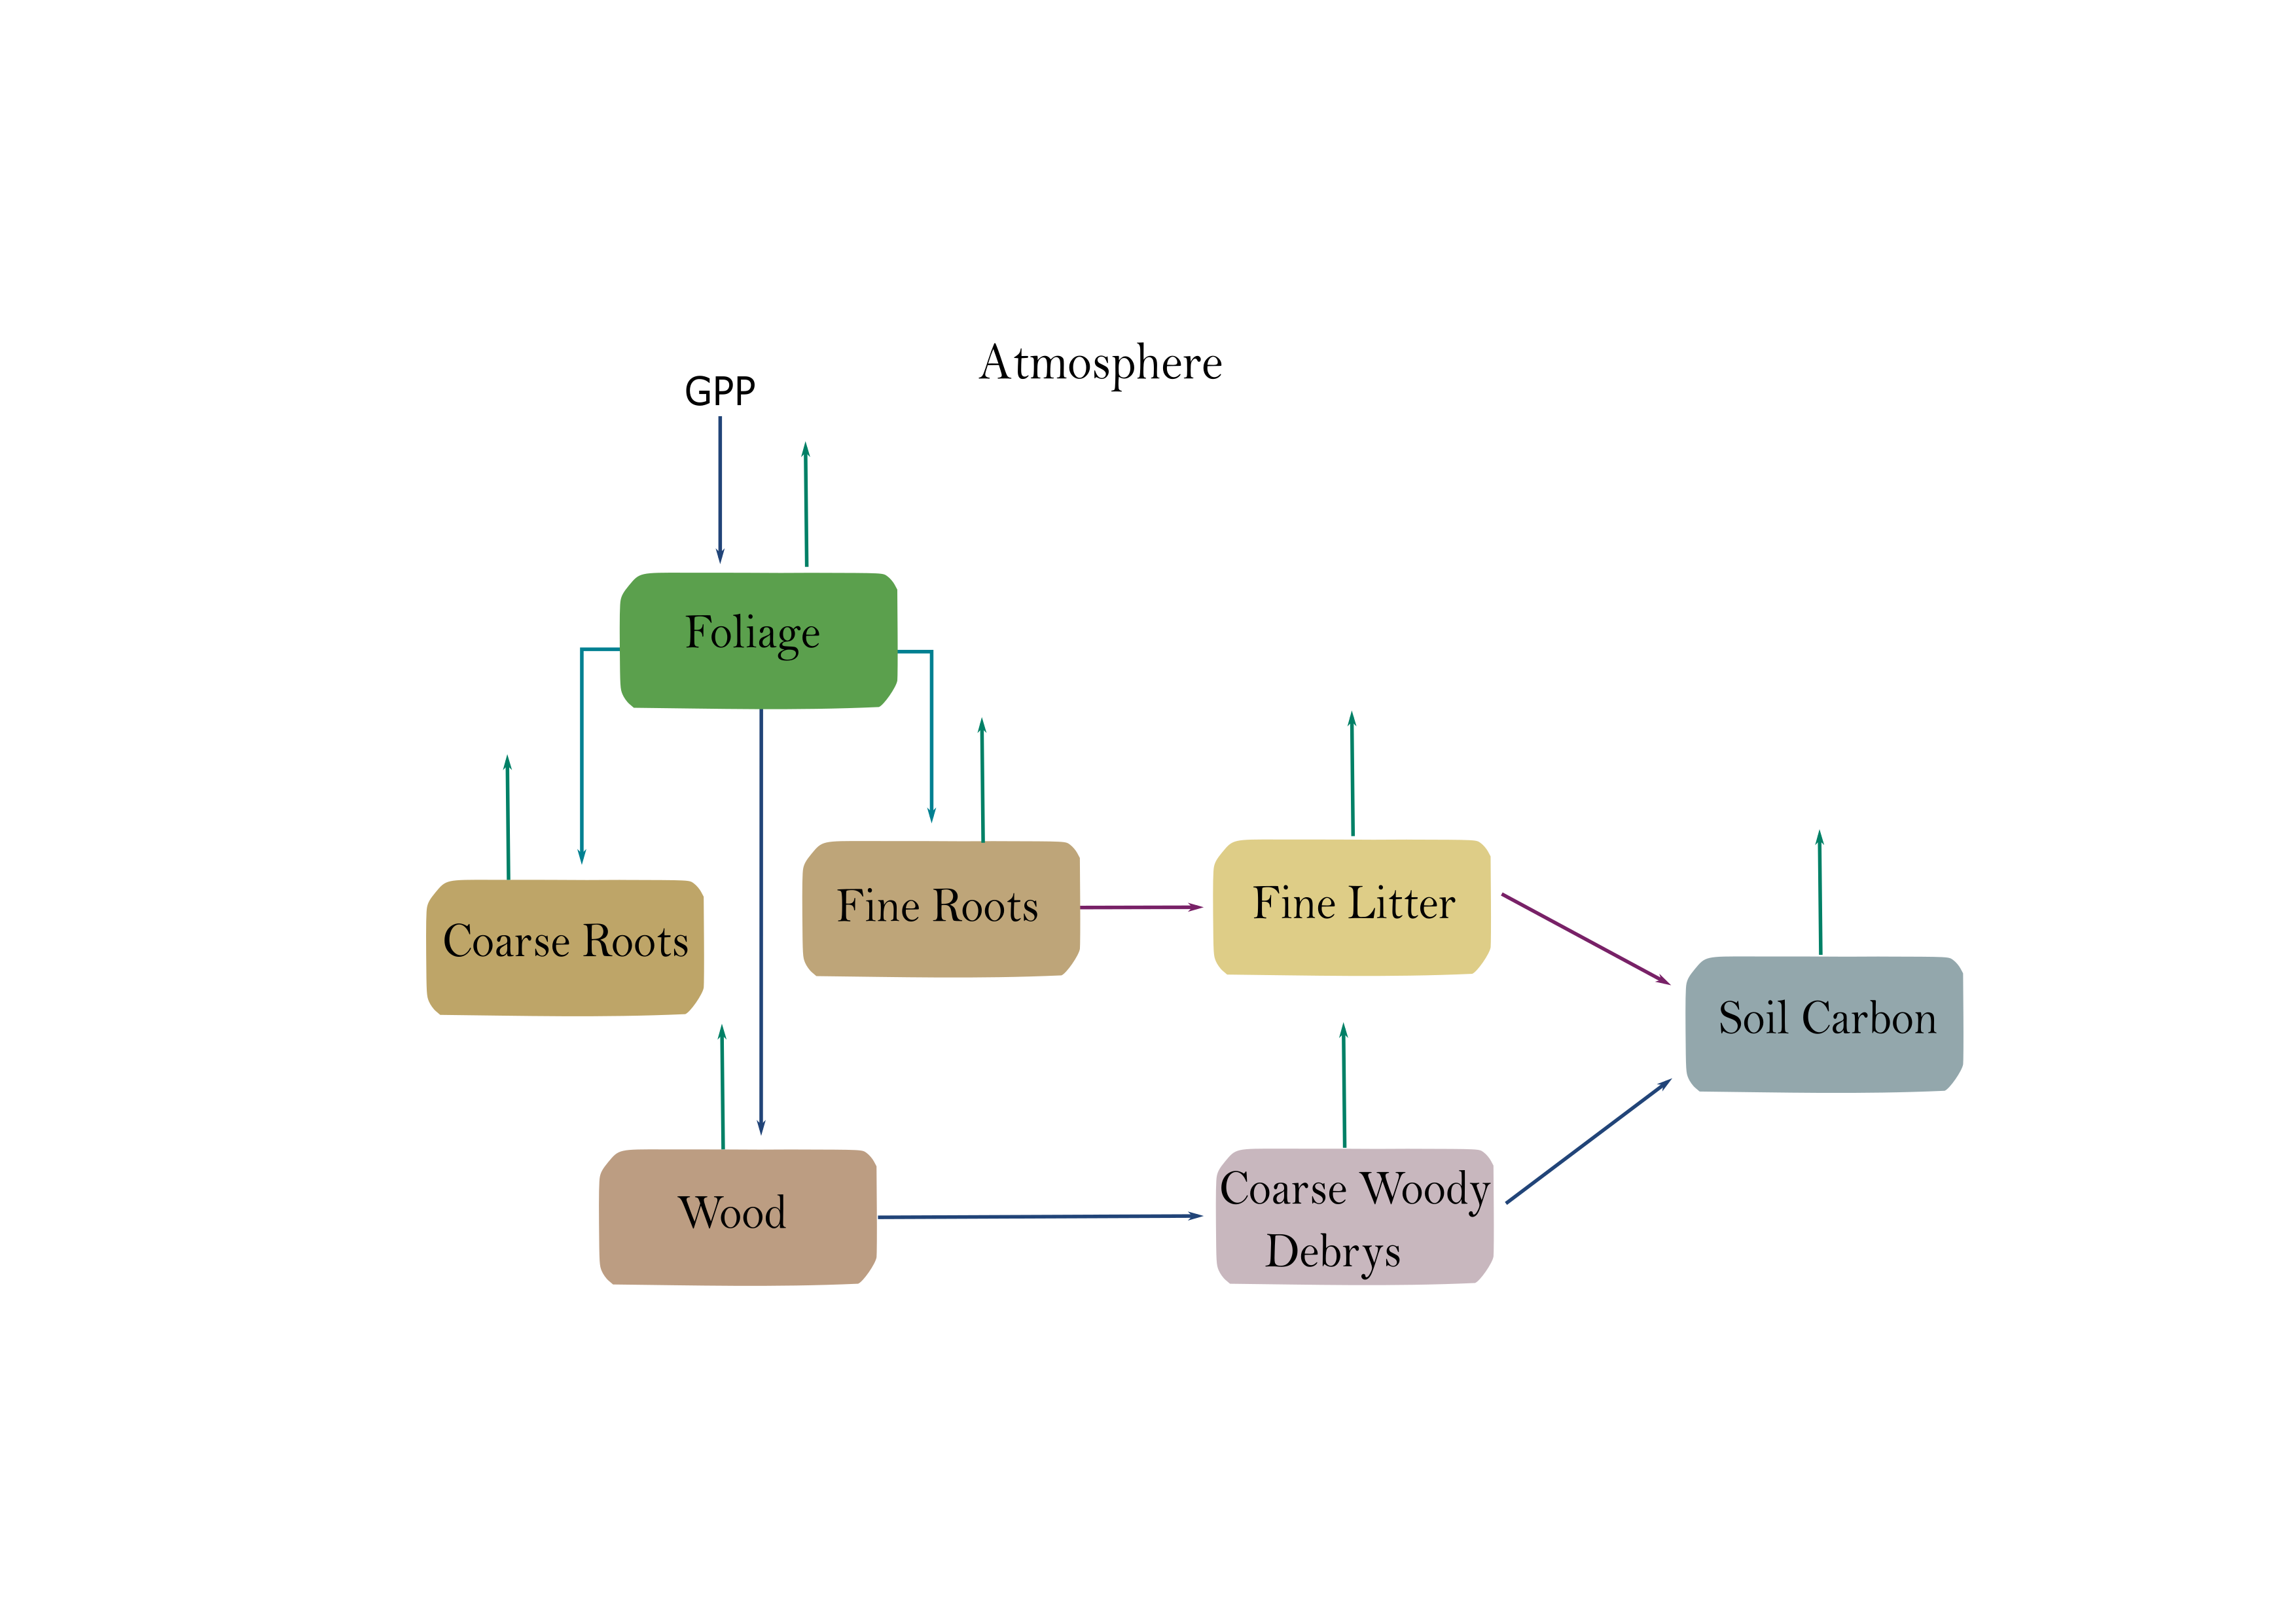 Atmosphere
GPP
Foliage
Fine Roots
Fine Litter
Coarse Roots
Soil Carbon
Wood
Coarse Woody
Debrys